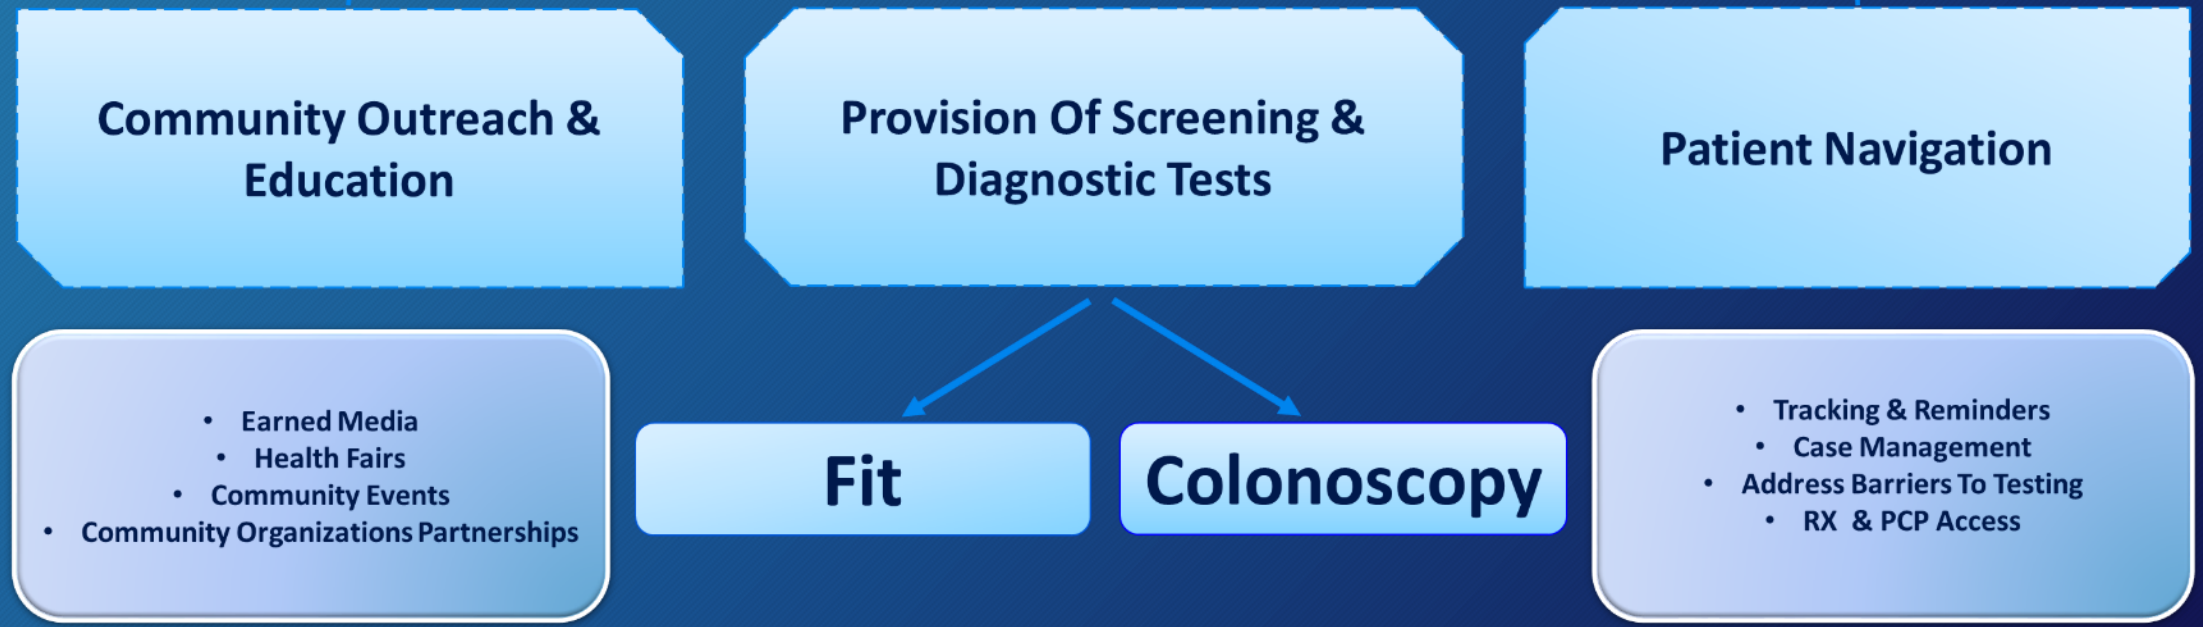 Community Outreach &
Education
Provision Of Screening &
Diagnostic Tests
Patient Navigation
• Earned Media
• Health Fairs
• Community Events
• Community Organizations Partnerships
Fit
Colonoscopy
• Tracking & Reminders
• Case Management
• Address Barriers To Testing
• RX & PCP Access